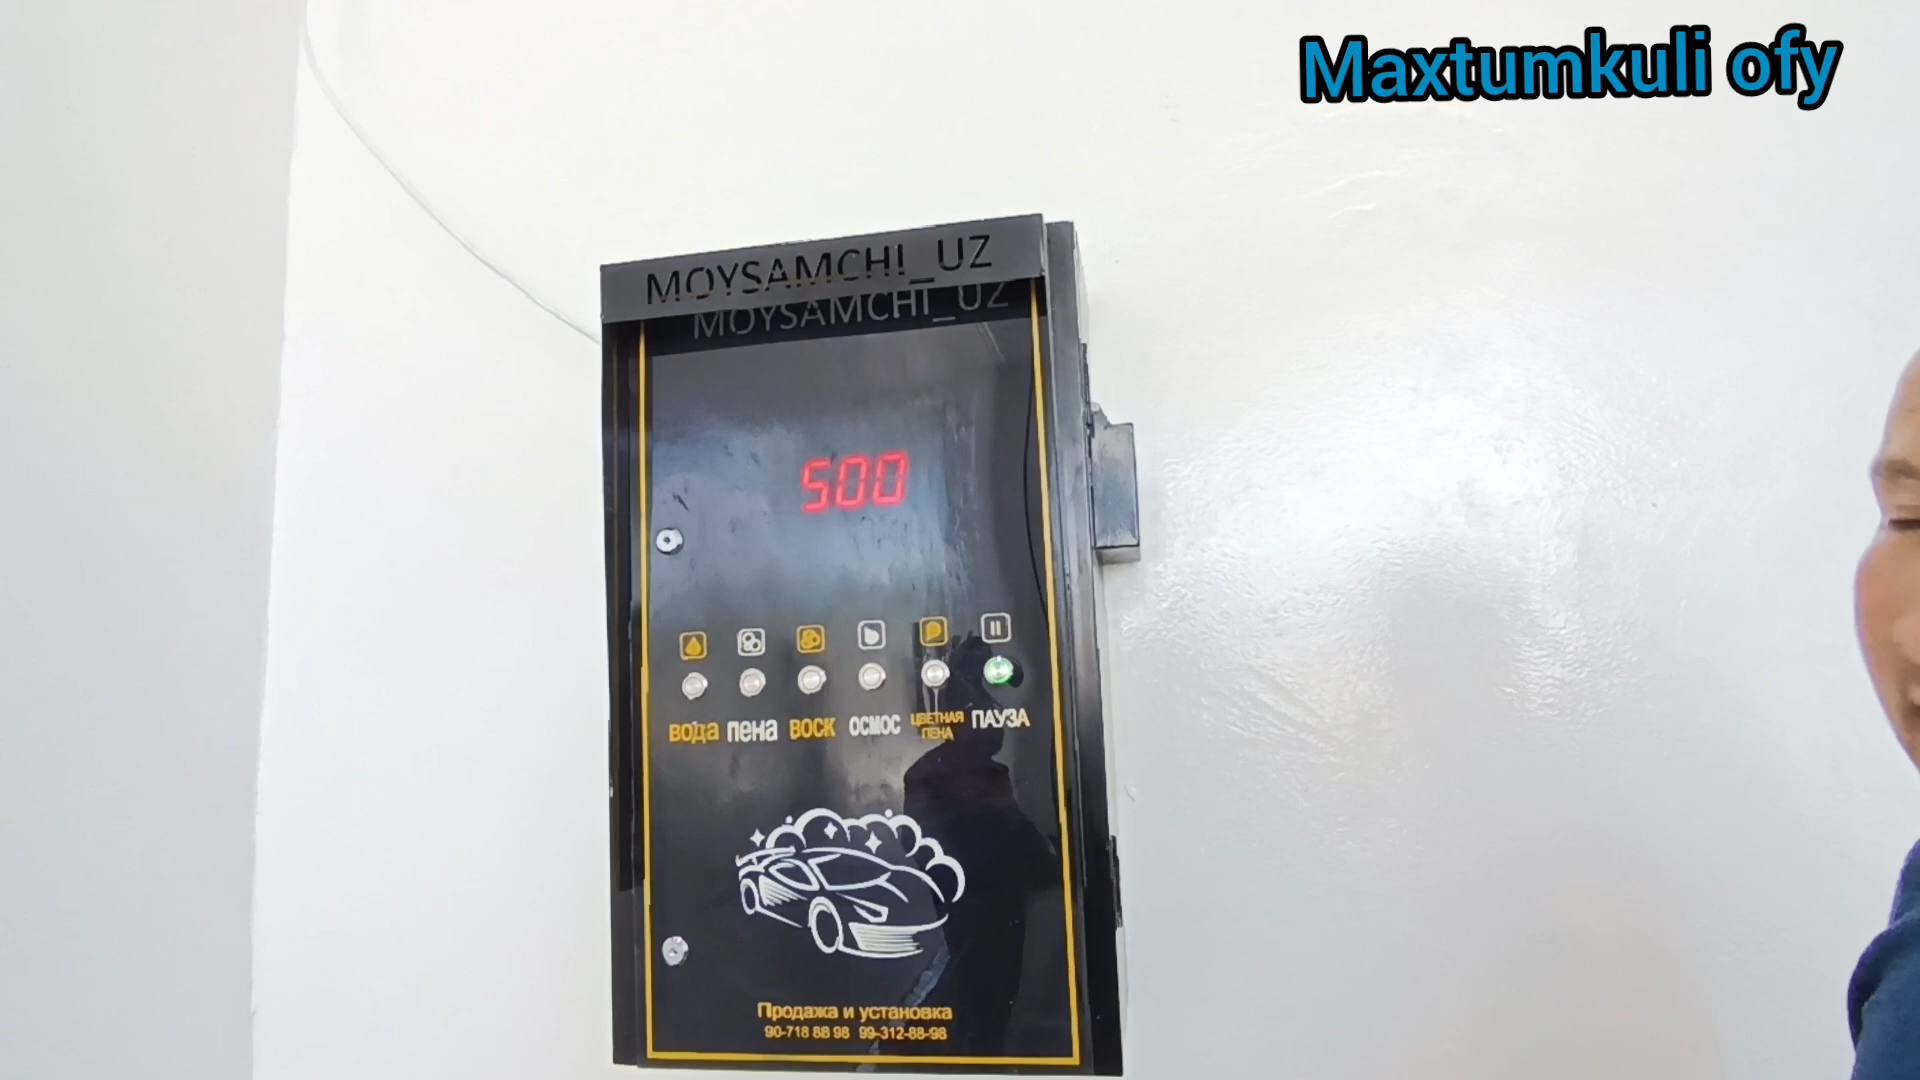 Maxtumkuli ofy
MOYSAMCHI_UZ
MOYSAMCHI_UZ
500
вода пена ВОСК ОСМОС ЦВЕТНАЯ ПЕНА ПАУЗА
Продажа и установка
90-718 88 98 99-312-88-98